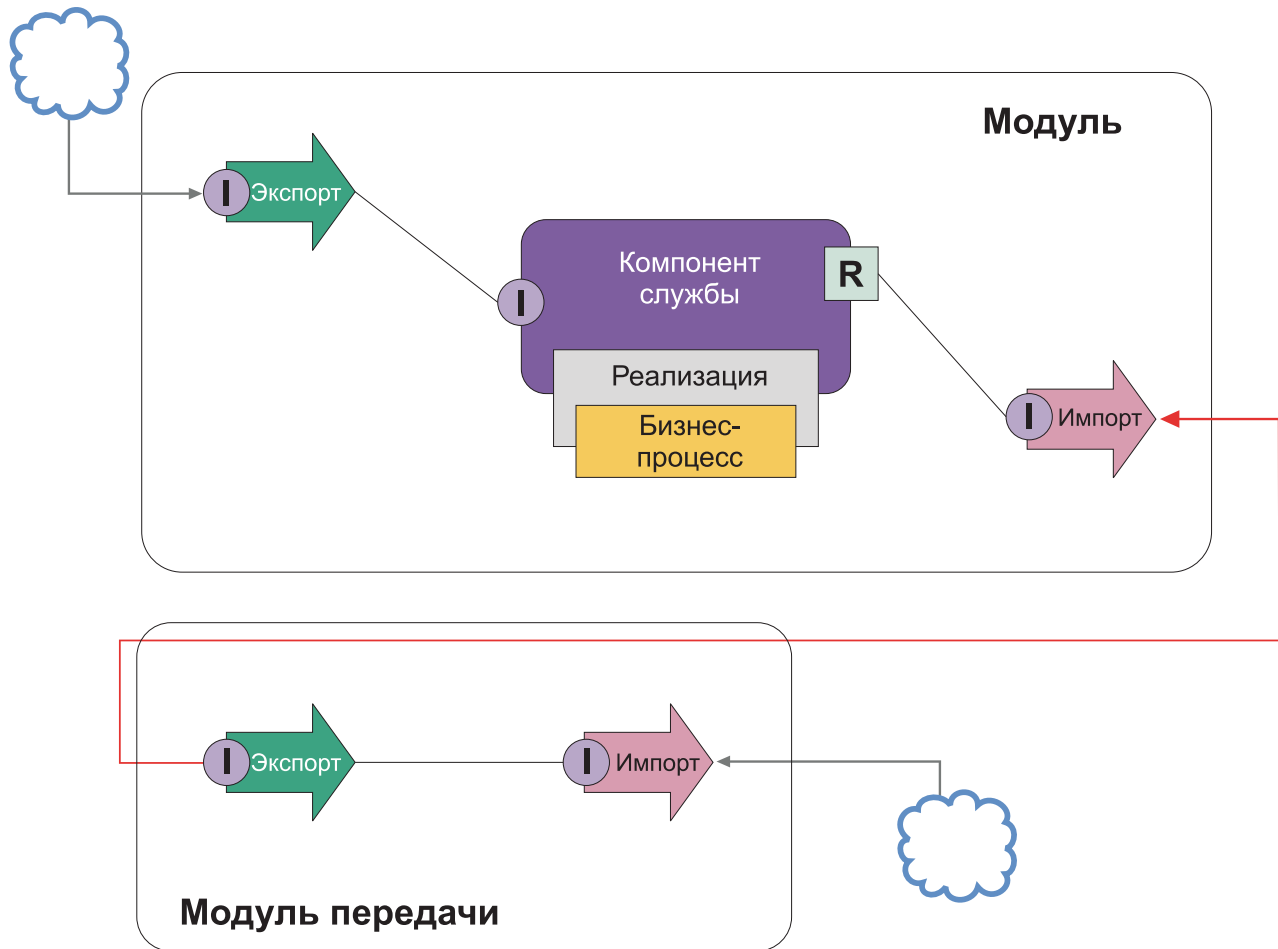 Модуль
I Экспорт
Компонент
службы
R
I
Реализация
Бизнес-
процесс
I Импорт
I Экспорт
I Импорт
Модуль передачи